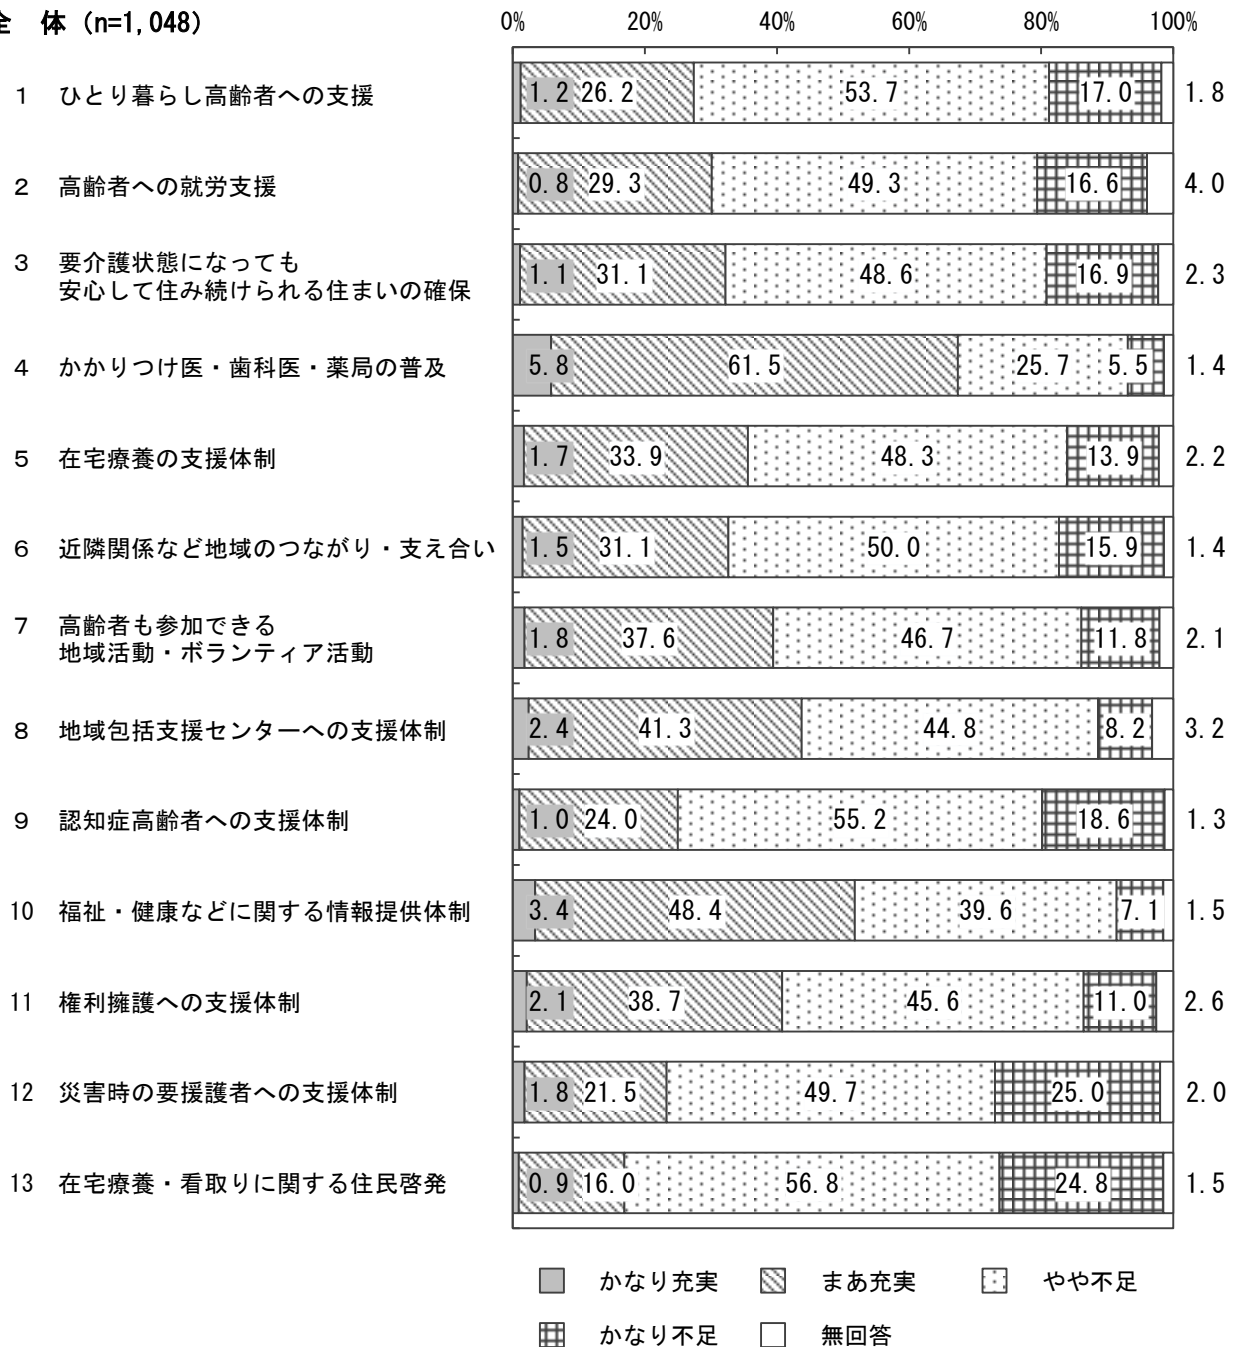 全 体 (n=1,048)
0% 20% 40% 60% 80% 100%
1 ひとり暮らし高齢者への支援 1.2 26.2 53.7 17.0 1.8
2 高齢者への就労支援 0.8 29.3 49.3 16.6 4.0
3 要介護状態になっても
安心して住み続けられる住まいの確保 1.1 31.1 48.6 16.9 2.3
4 かかりつけ医・歯科医・薬局の普及 5.8 61.5 25.7 5.5 1.4
5 在宅療養の支援体制 1.7 33.9 48.3 13.9 2.2
6 近隣関係など地域のつながり・支え合い 1.5 31.1 50.0 15.9 1.4
7 高齢者も参加できる
地域活動・ボランティア活動 1.8 37.6 46.7 11.8 2.1
8 地域包括支援センターへの支援体制 2.4 41.3 44.8 8.2 3.2
9 認知症高齢者への支援体制 1.0 24.0 55.2 18.6 1.3
10 福祉・健康などに関する情報提供体制 3.4 48.4 39.6 7.1 1.5
11 権利擁護への支援体制 2.1 38.7 45.6 11.0 2.6
12 災害時の要援護者への支援体制 1.8 21.5 49.7 25.0 2.0
13 在宅療養・看取りに関する住民啓発 0.9 16.0 56.8 24.8 1.5
かなり充実 まあ充実 やや不足
かなり不足 無回答